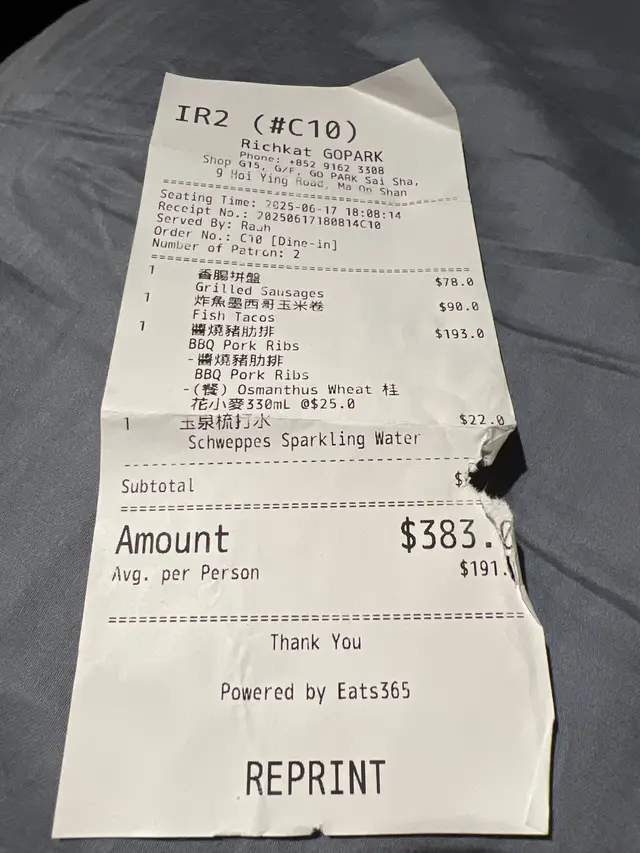 IR2 (#C10)
Richkat GOPARK
Phone: +852 9162 3308
Shop G15, G/F, GO PARK Sai Sha,
9 Hoi Ying Road, Ma On Shan
Seating Time: 2025-06-17 18:08:14
Receipt No.: 20250617180814C10
Served By:
Order No.: C10 [Dine-in]
Number of Patron: 2
1 香腸拼盤 $78.0
Grilled Sausages
1 炸魚墨西哥玉米卷 $90.0
Fish Tacos
1 醬燒豬肋排 $193.0
BBQ Pork Ribs
-醬燒豬肋排
BBQ Pork Ribs
-(餐) Osmanthus Wheat 桂
花小麥330mL @$25.0
1 玉泉梳打水 $22.0
Schweppes Sparkling Water
Subtotal $
Amount $383.0
Avg. per Person $191.
Thank You
Powered by Eats365
REPRINT